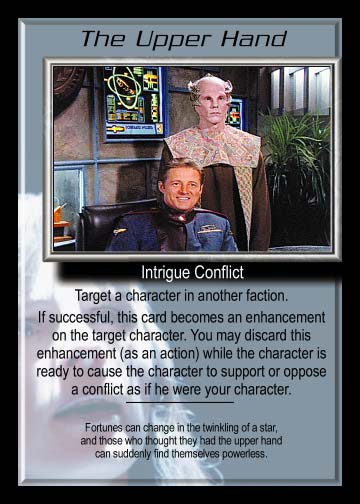 The Upper Hand
Intrigue Conflict
Target a character in another faction.
If successful, this card becomes an enhancement
on the target character. You may discard this
enhancement (as an action) while the character is
ready to cause the character to support or oppose
a conflict as if he were your character.
Fortunes can change in the twinkling of a star,
and those who thought they had the upper hand
can suddenly find themselves powerless.